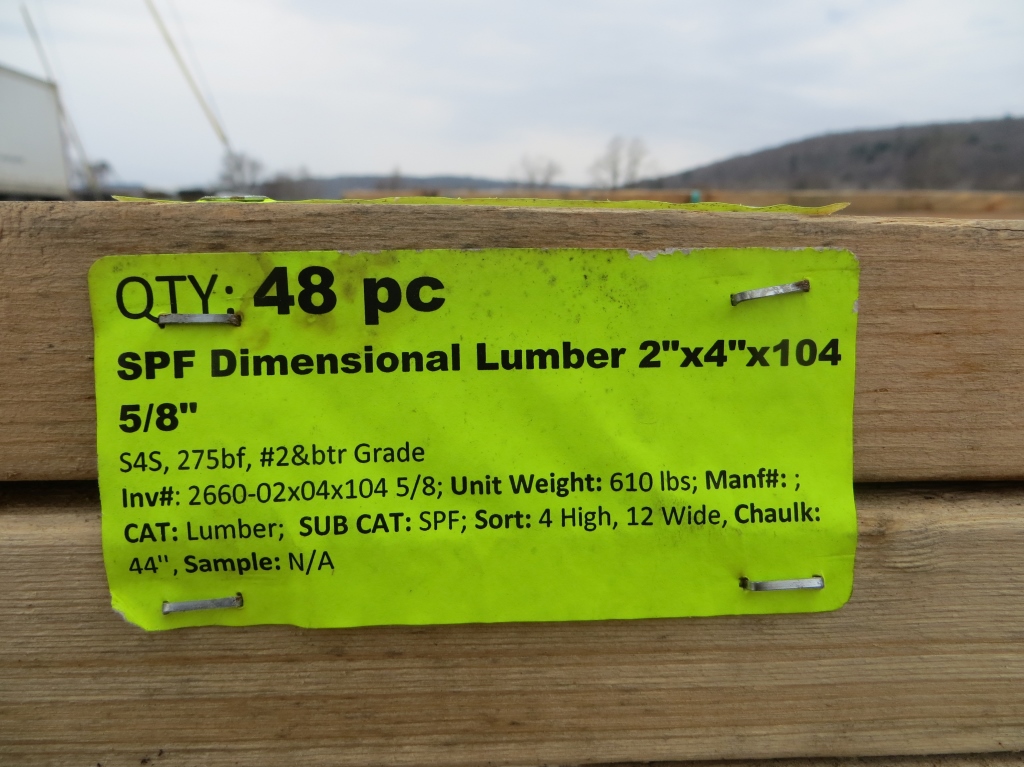 QTY: 48 pc
SPF Dimensional Lumber 2"x4"x104
5/8"
S4S, 275bf, #2&btr Grade
Inv#: 2660-02x04x104 5/8; Unit Weight: 610 lbs; Manf#: ;
CAT: Lumber; SUB CAT: SPF; Sort: 4 High, 12 Wide, Chaulk:
44", Sample: N/A